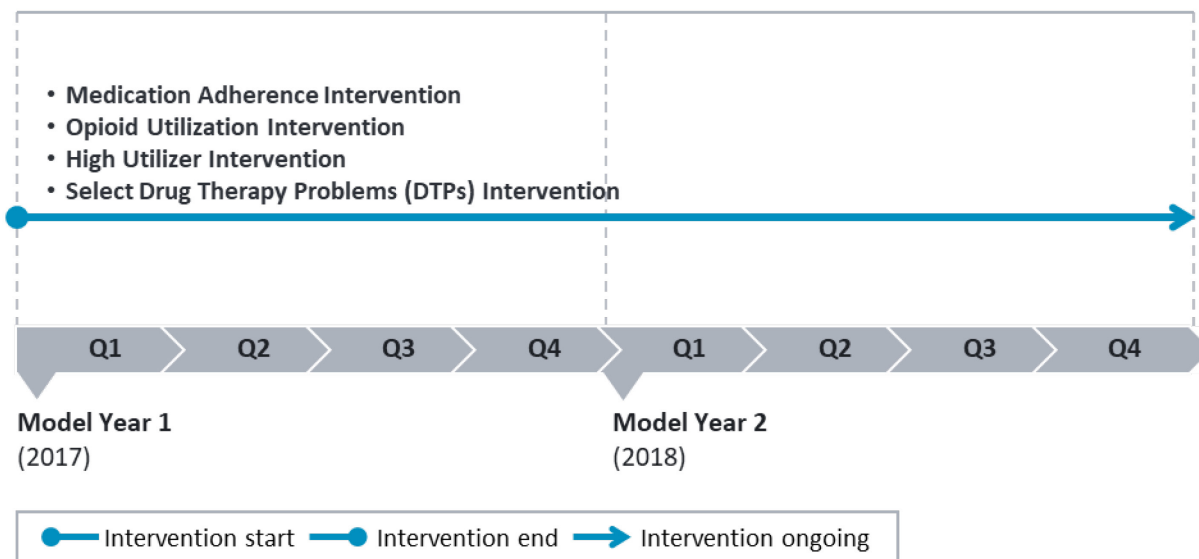 • Medication Adherence Intervention
• Opioid Utilization Intervention
• High Utilizer Intervention
• Select Drug Therapy Problems (DTPs) Intervention
Q1 Q2 Q3 Q4 Q1 Q2 Q3 Q4
Model Year 1 Model Year 2
(2017) (2018)
Intervention start Intervention end Intervention ongoing